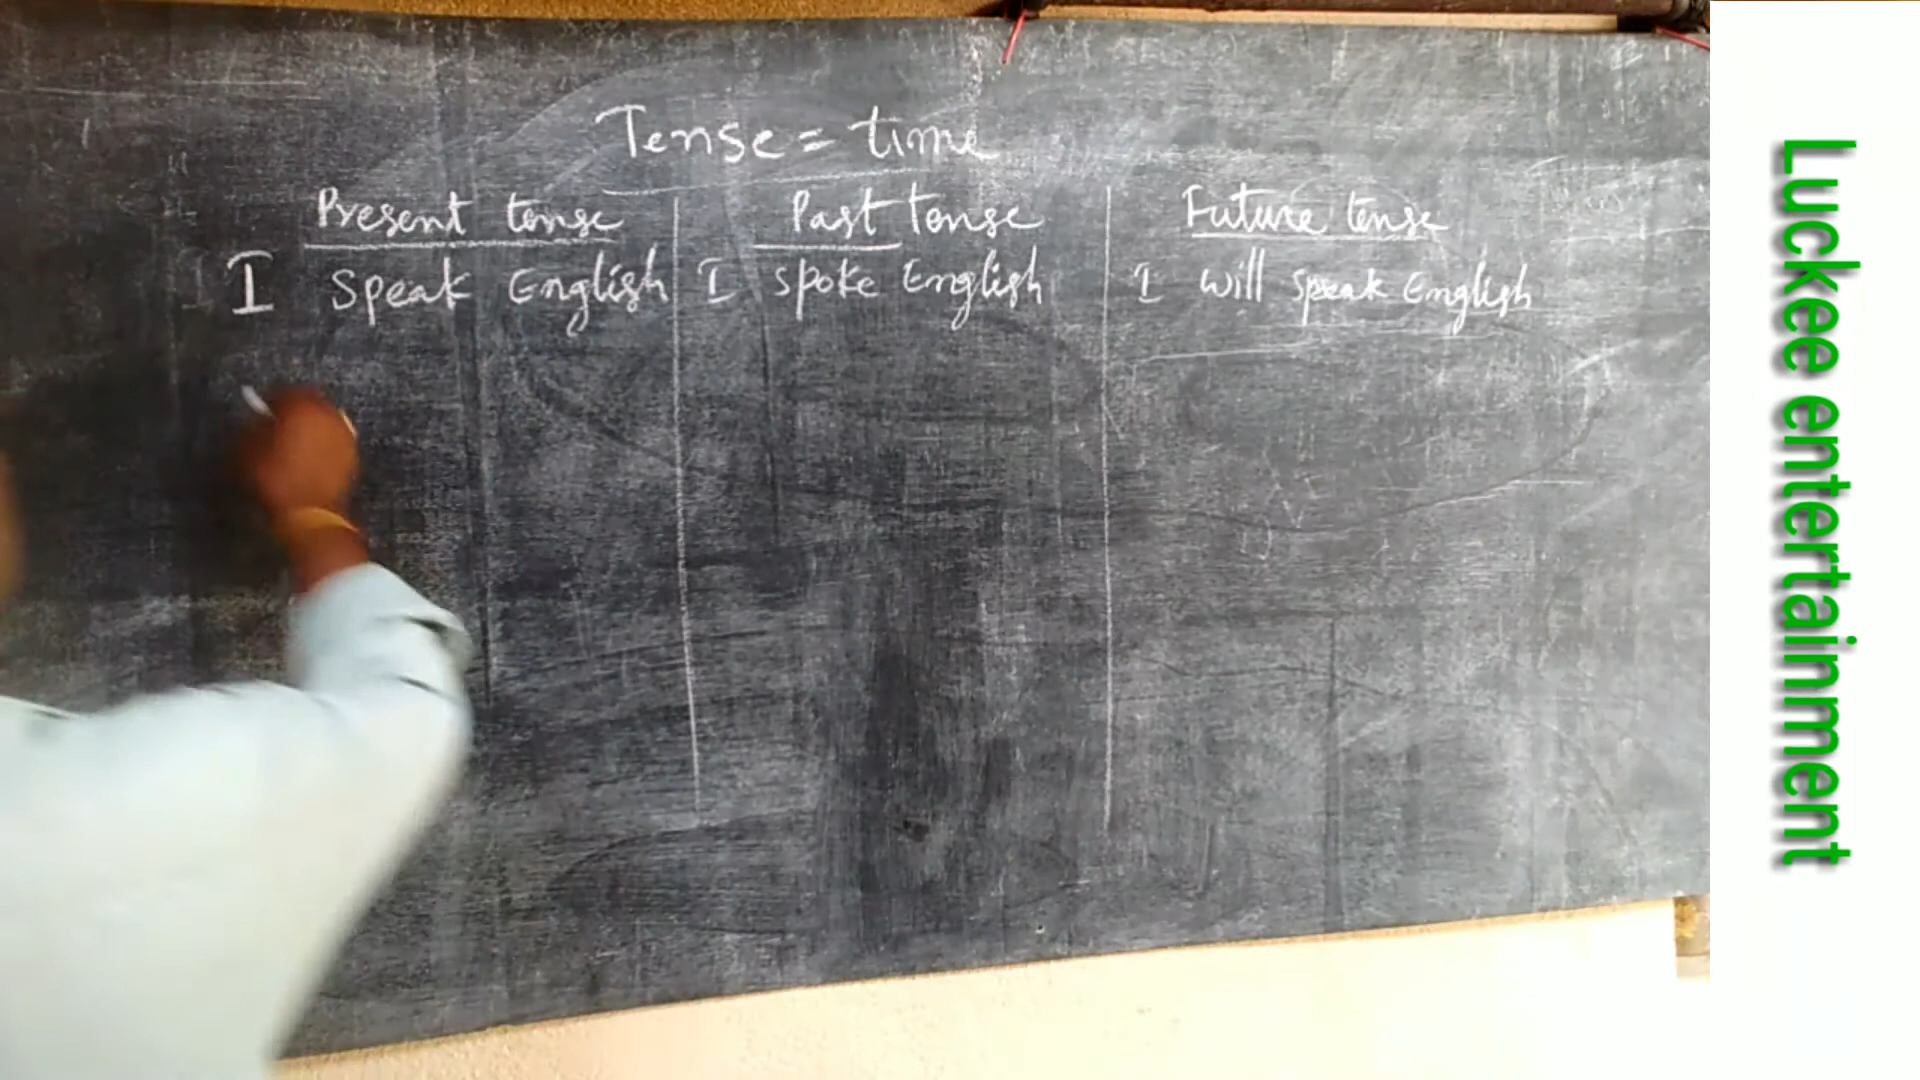 Tense = time
Present tense
Past tense
Future tense
I speak English
I spoke English
I will speak English
Luckee entertainment